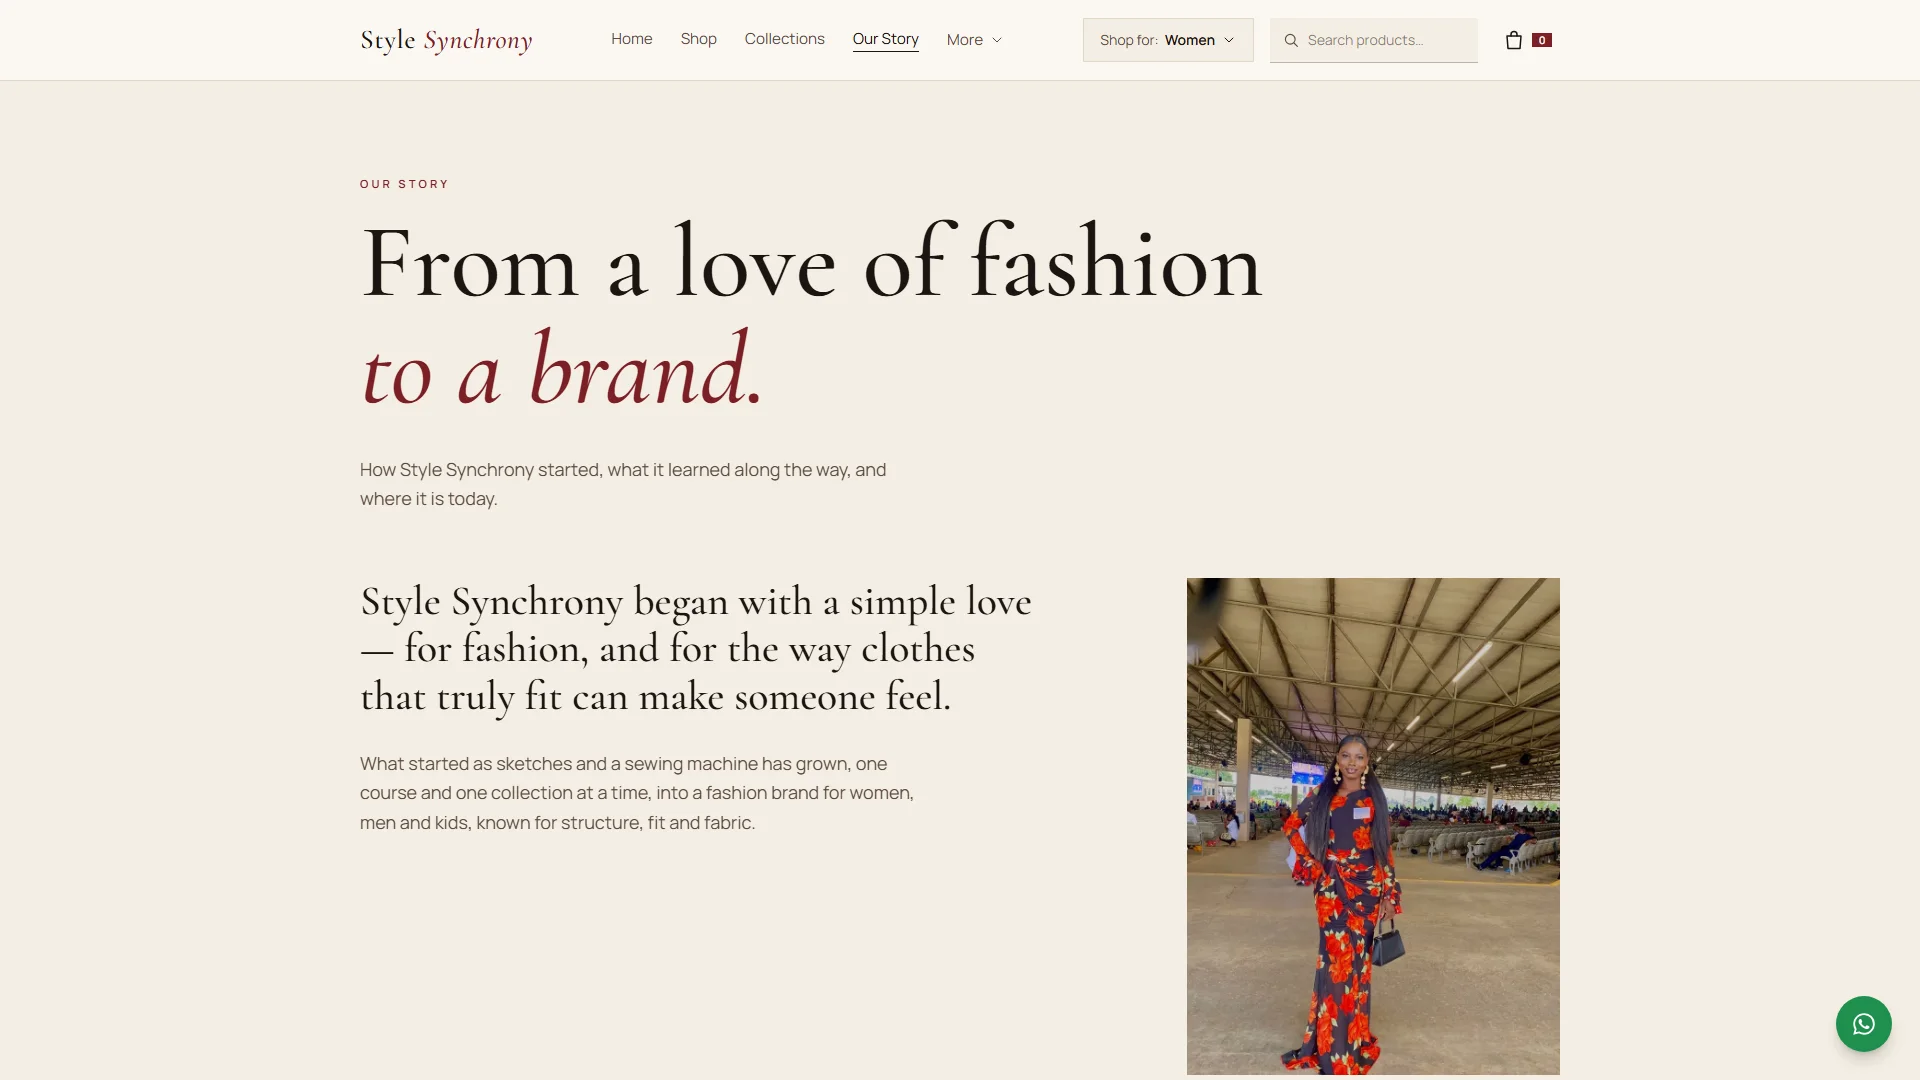 Style Synchrony
Home
Shop
Collections
Our Story
More
Shop for: Women
Search products...
0
OUR STORY
From a love of fashion
to a brand.
How Style Synchrony started, what it learned along the way, and
where it is today.
Style Synchrony began with a simple love
— for fashion, and for the way clothes
that truly fit can make someone feel.
What started as sketches and a sewing machine has grown, one
course and one collection at a time, into a fashion brand for women,
men and kids, known for structure, fit and fabric.